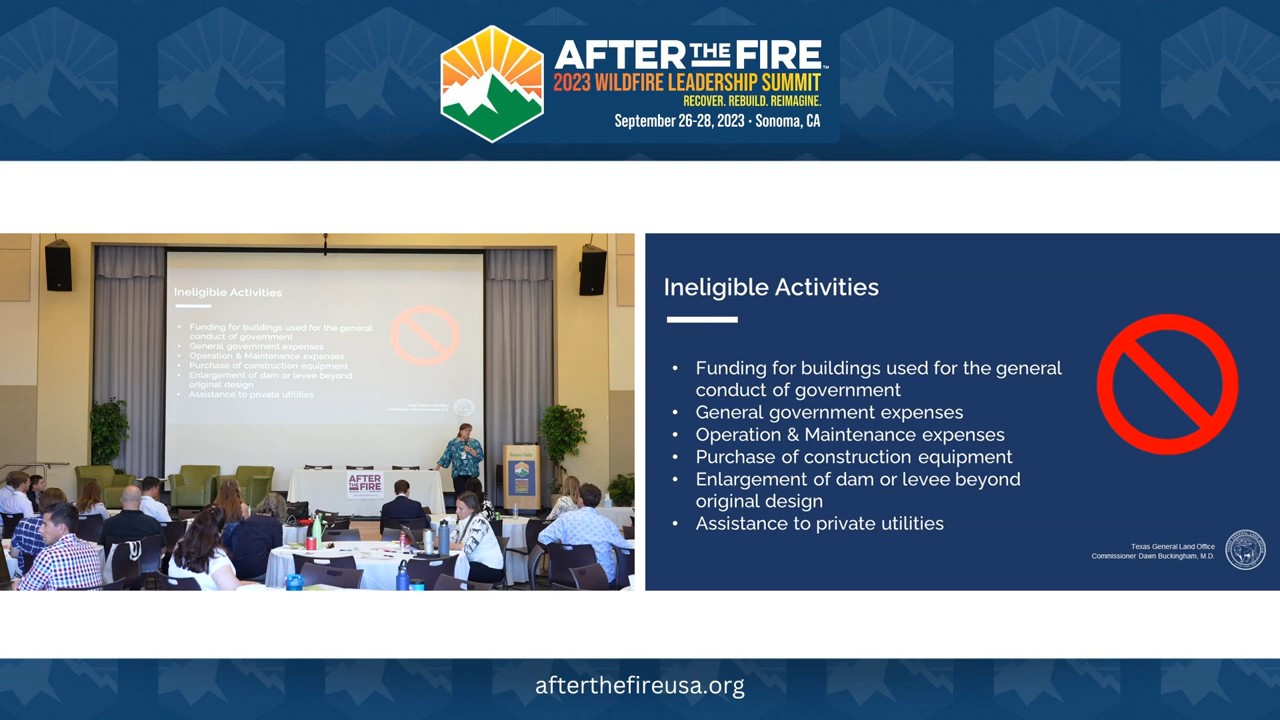 AFTER THE FIRE™
2023 WILDFIRE LEADERSHIP SUMMIT
RECOVER. REBUILD. REIMAGINE.
September 26-28, 2023 • Sonoma, CA
Ineligible Activities
• Funding for buildings used for the general
conduct of government
• General government expenses
• Operation & Maintenance expenses
• Purchase of construction equipment
• Enlargement of dam or levee beyond
original design
• Assistance to private utilities
AFTER
THE FIRE
Ineligible Activities
• Funding for buildings used for the general
conduct of government
• General government expenses
• Operation & Maintenance expenses
• Purchase of construction equipment
• Enlargement of dam or levee beyond
original design
• Assistance to private utilities
Texas General Land Office
Commissioner Dawn Buckingham, M.D.
afterthefireusa.org